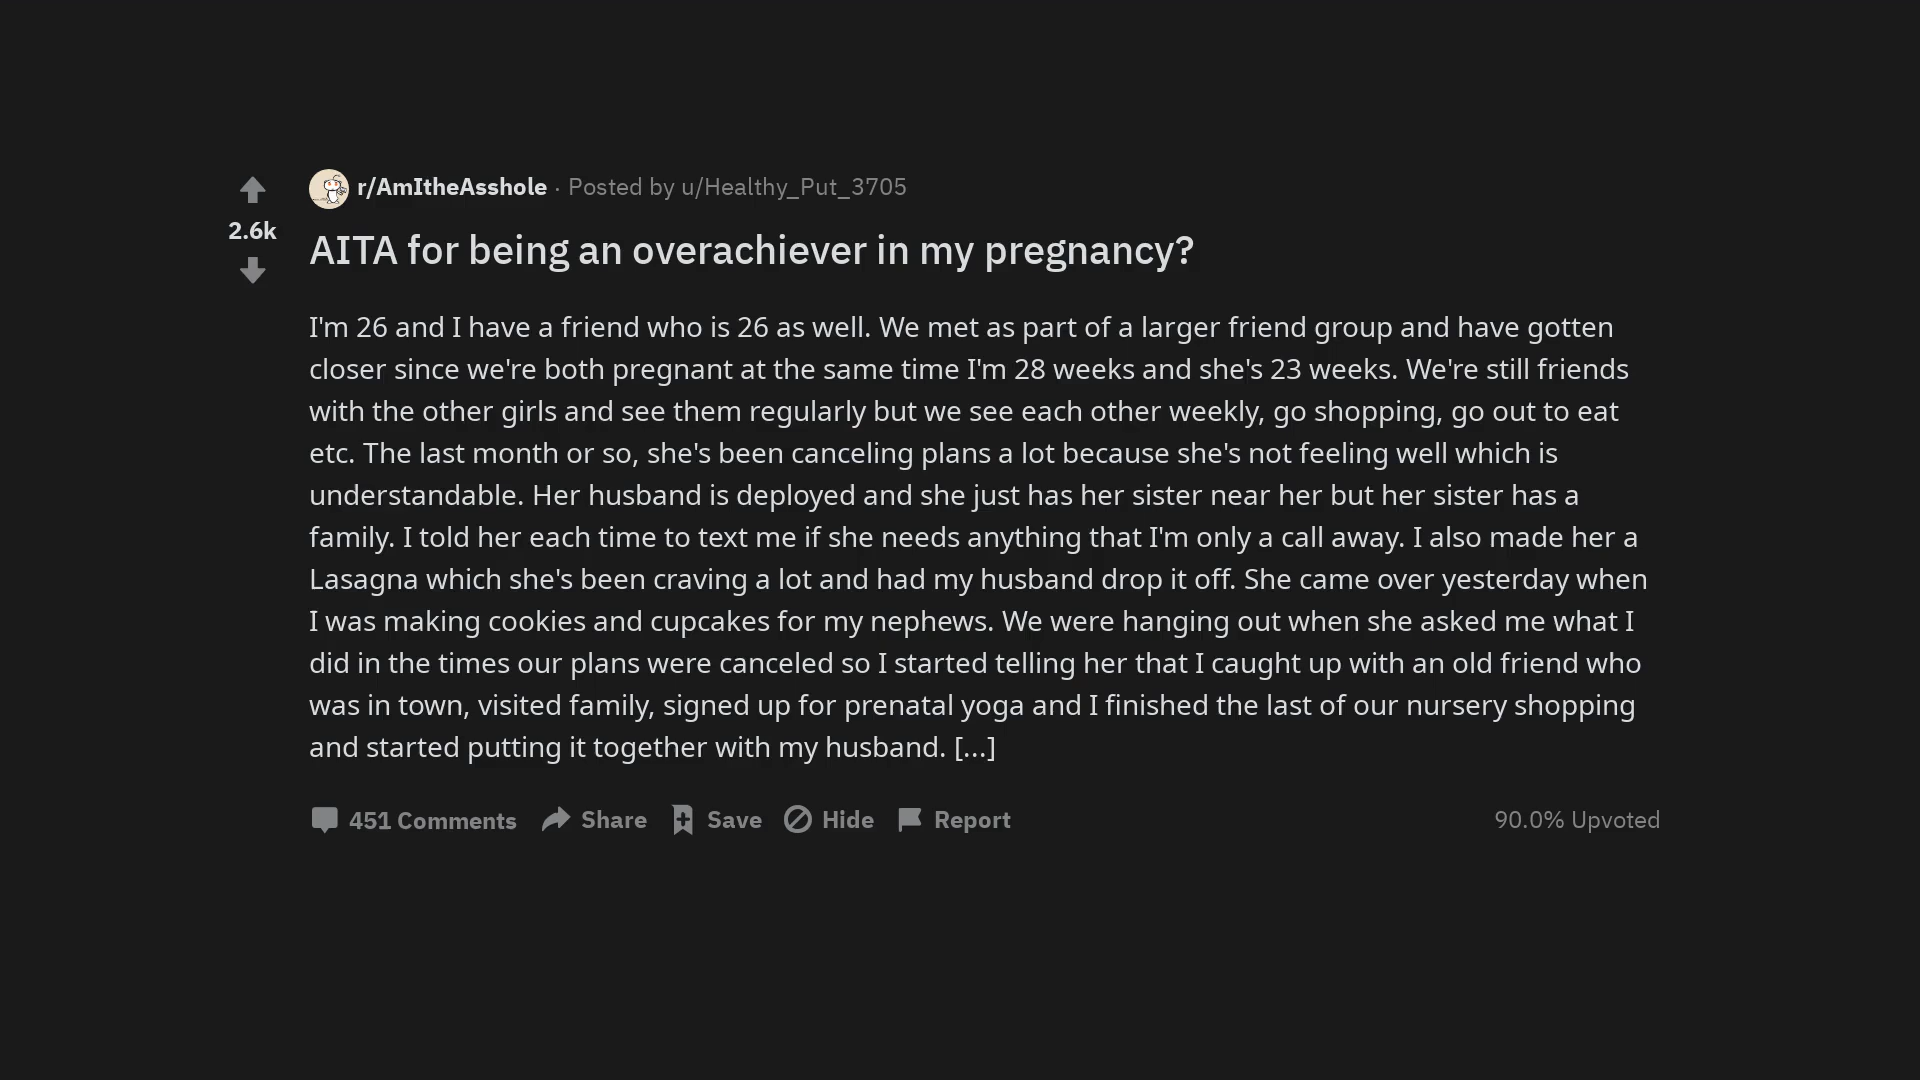 r/AmItheAsshole · Posted by u/Healthy_Put_3705
2.6k
AITA for being an overachiever in my pregnancy?
I'm 26 and I have a friend who is 26 as well. We met as part of a larger friend group and have gotten
closer since we're both pregnant at the same time I'm 28 weeks and she's 23 weeks. We're still friends
with the other girls and see them regularly but we see each other weekly, go shopping, go out to eat
etc. The last month or so, she's been canceling plans a lot because she's not feeling well which is
understandable. Her husband is deployed and she just has her sister near her but her sister has a
family. I told her each time to text me if she needs anything that I'm only a call away. I also made her a
Lasagna which she's been craving a lot and had my husband drop it off. She came over yesterday when
I was making cookies and cupcakes for my nephews. We were hanging out when she asked me what I
did in the times our plans were canceled so I started telling her that I caught up with an old friend who
was in town, visited family, signed up for prenatal yoga and I finished the last of our nursery shopping
and started putting it together with my husband. [...]
451 Comments Share Save Hide Report 90.0% Upvoted